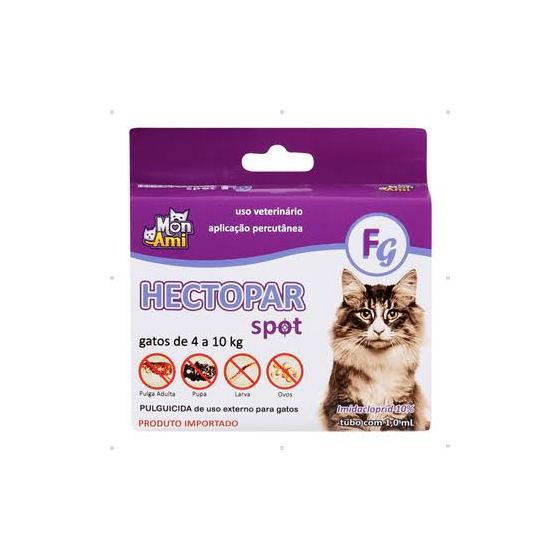 uso veterinário
aplicação percutânea
Mon
Ami
FG
HECTOPAR
spot
gatos de 4 a 10 kg
Pulga Adulta
Pupa
Larva
Ovos
PULGUICIDA de uso externo para gatos
PRODUTO IMPORTADO
Imidacloprid 10%
tubo com 1,0 mL